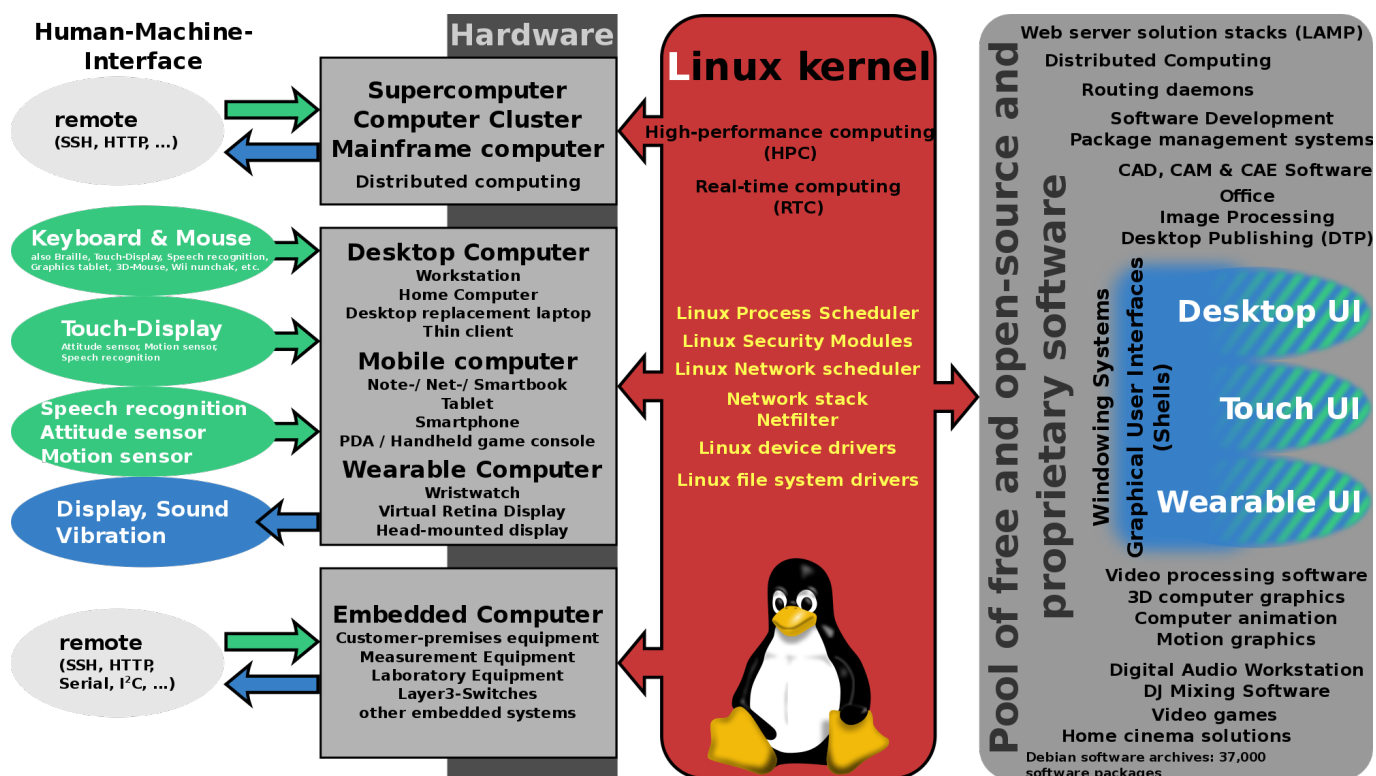 Human-Machine-
Interface
remote
(SSH, HTTP, ...)
Keyboard & Mouse
also Braille, Touch-Display, Speech recognition,
Graphics tablet, 3D-Mouse, Wii nunchak, etc.
Touch-Display
Attitude sensor, Motion sensor,
Speech recognition
Speech recognition
Attitude sensor
Motion sensor
Display, Sound
Vibration
remote
(SSH, HTTP,
Serial, I²C, ...)
Hardware
Supercomputer
Computer Cluster
Mainframe computer
Distributed computing
Desktop Computer
Workstation
Home Computer
Desktop replacement laptop
Thin client
Mobile computer
Note-/ Net-/ Smartbook
Tablet
Smartphone
PDA / Handheld game console
Wearable Computer
Wristwatch
Virtual Retina Display
Head-mounted display
Embedded Computer
Customer-premises equipment
Measurement Equipment
Laboratory Equipment
Layer3-Switches
other embedded systems
Linux kernel
High-performance computing
(HPC)
Real-time computing
(RTC)
Linux Process Scheduler
Linux Security Modules
Linux Network scheduler
Network stack
Netfilter
Linux device drivers
Linux file system drivers
Pool of free and open-source and
proprietary software
Web server solution stacks (LAMP)
Distributed Computing
Routing daemons
Software Development
Package management systems
CAD, CAM & CAE Software
Office
Image Processing
Desktop Publishing (DTP)
Windowing Systems
Graphical User Interfaces
(Shells)
Desktop UI
Touch UI
Wearable UI
Video processing software
3D computer graphics
Computer animation
Motion graphics
Digital Audio Workstation
DJ Mixing Software
Video games
Home cinema solutions
Debian software archives: 37,000
software packages